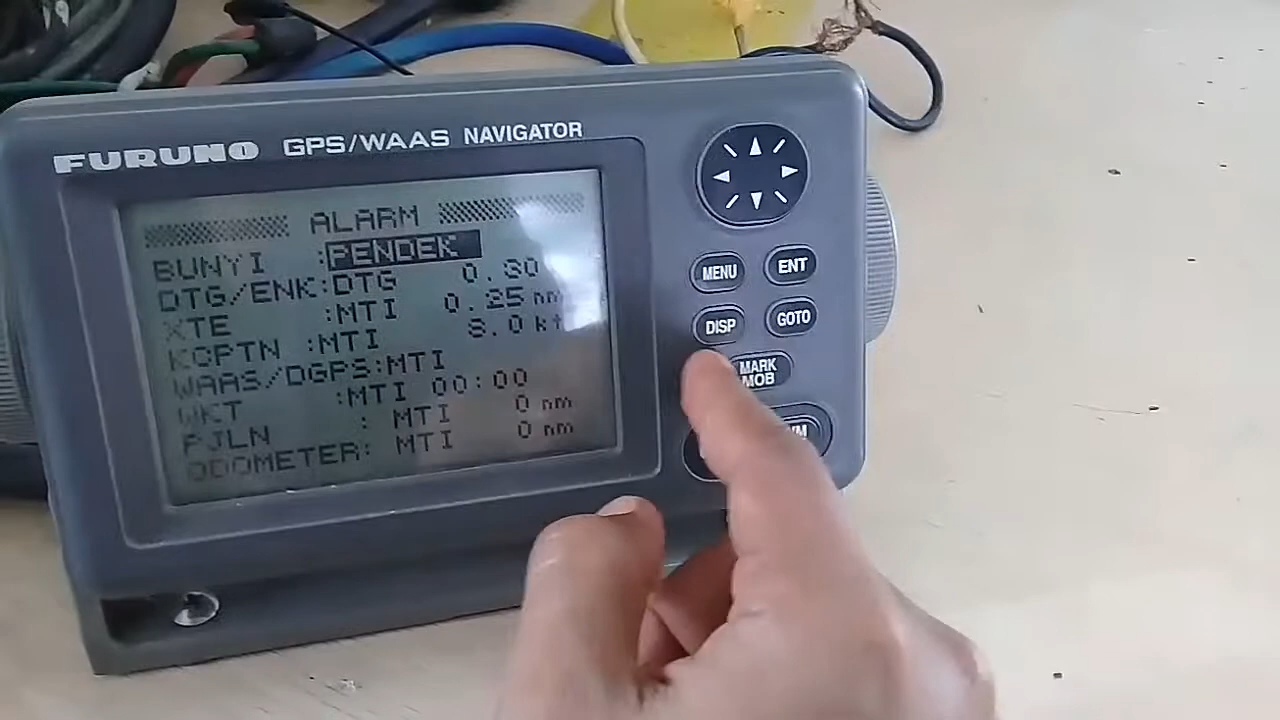 FURUNO GPS/WAAS NAVIGATOR
ALARM
BUNYI :PENDEK
DTG/ENK:DTG 0.80
XTE :MTI 0.25 nm
KCPTN :MTI 8.0 kt
WAAS/DGPS:MTI
WKT :MTI 00:00
PJLN : MTI 0 nm
ODOMETER: MTI 0 nm
MENU ENT
DISP GOTO
MARK
MOB